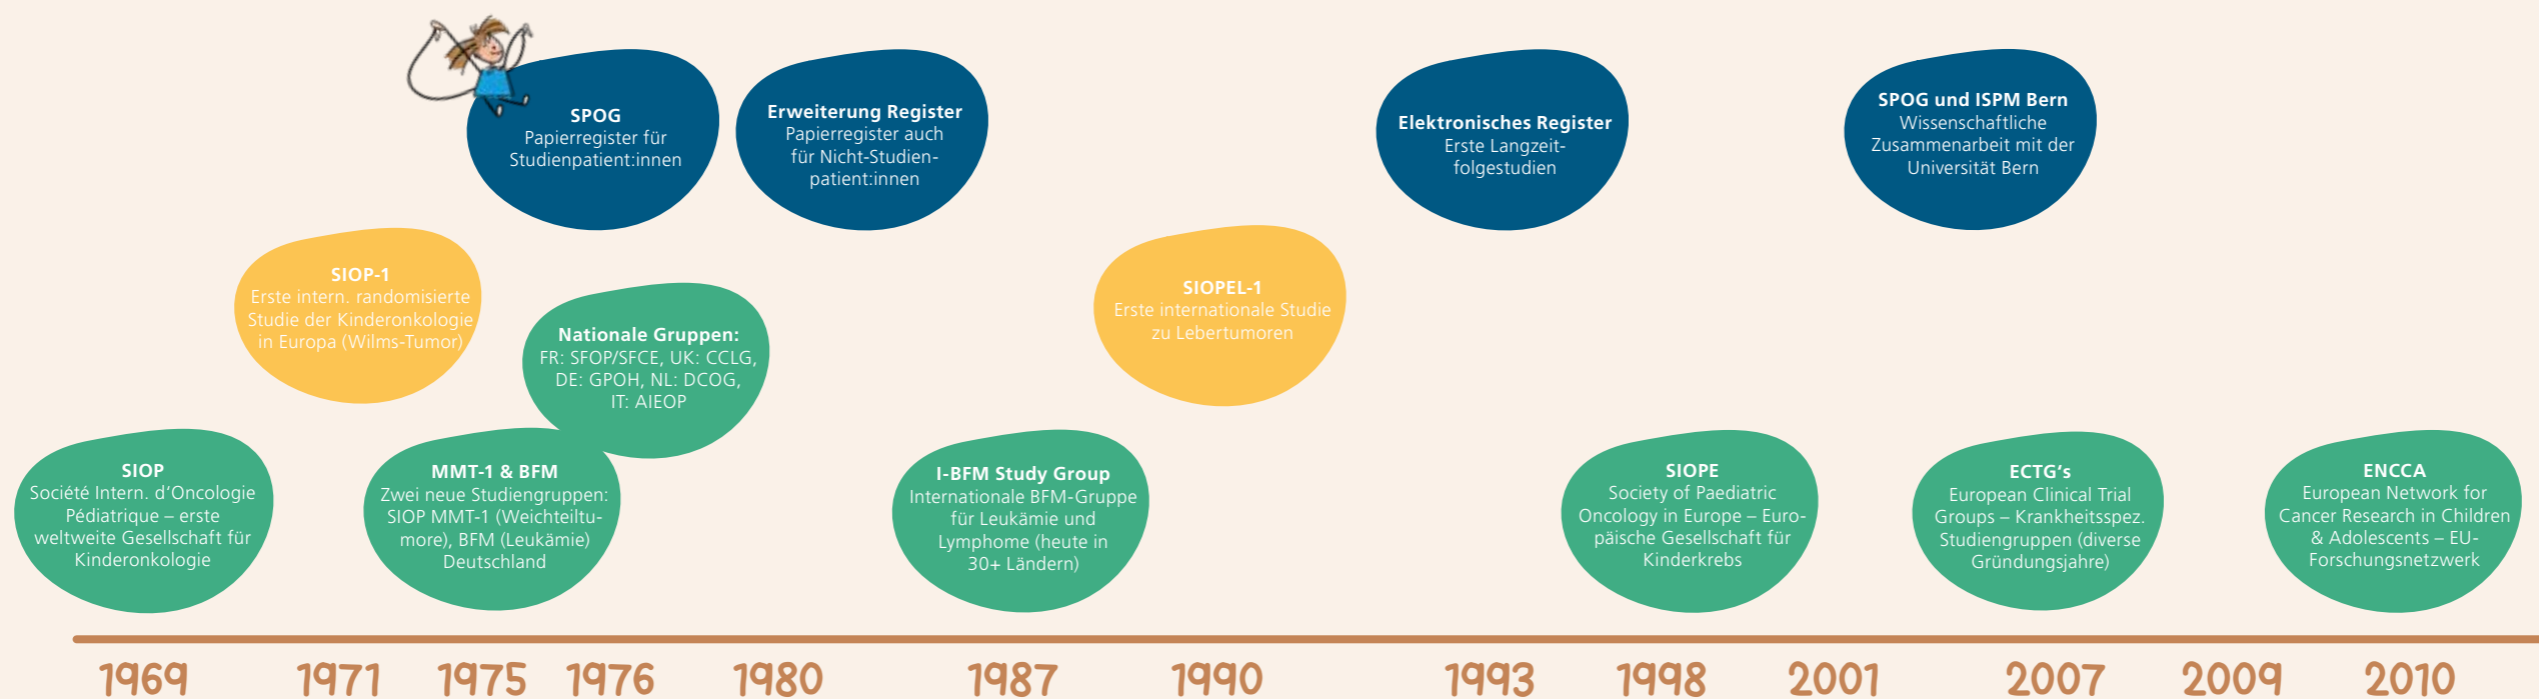 SPOG
Papierregister für
Studienpatient:innen
Erweiterung Register
Papierregister auch
für Nicht-Studien-
patient:innen
Elektronisches Register
Erste Langzeit-
folgestudien
SPOG und ISPM Bern
Wissenschaftliche
Zusammenarbeit mit der
Universität Bern
SIOP-1
Erste intern. randomisierte
Studie der Kinderonkologie
in Europa (Wilms-Tumor)
Nationale Gruppen:
FR: SFOP/SFCE, UK: CCLG,
DE: GPOH, NL: DCOG,
IT: AIEOP
SIOPEL-1
Erste internationale Studie
zu Lebertumoren
SIOP
Société Intern. d’Oncologie
Pédiatrique – erste
weltweite Gesellschaft für
Kinderonkologie
MMT-1 & BFM
Zwei neue Studiengruppen:
SIOP MMT-1 (Weichteiltu-
more), BFM (Leukämie)
Deutschland
I-BFM Study Group
Internationale BFM-Gruppe
für Leukämie und
Lymphome (heute in
30+ Ländern)
SIOPE
Society of Paediatric
Oncology in Europe – Euro-
päische Gesellschaft für
Kinderkrebs
ECTG’s
European Clinical Trial
Groups – Krankheitsspez.
Studiengruppen (diverse
Gründungsjahre)
ENCCA
European Network for
Cancer Research in Children
& Adolescents – EU-
Forschungsnetzwerk
1969 1971 1975 1976 1980 1987 1990 1993 1998 2001 2007 2009 2010